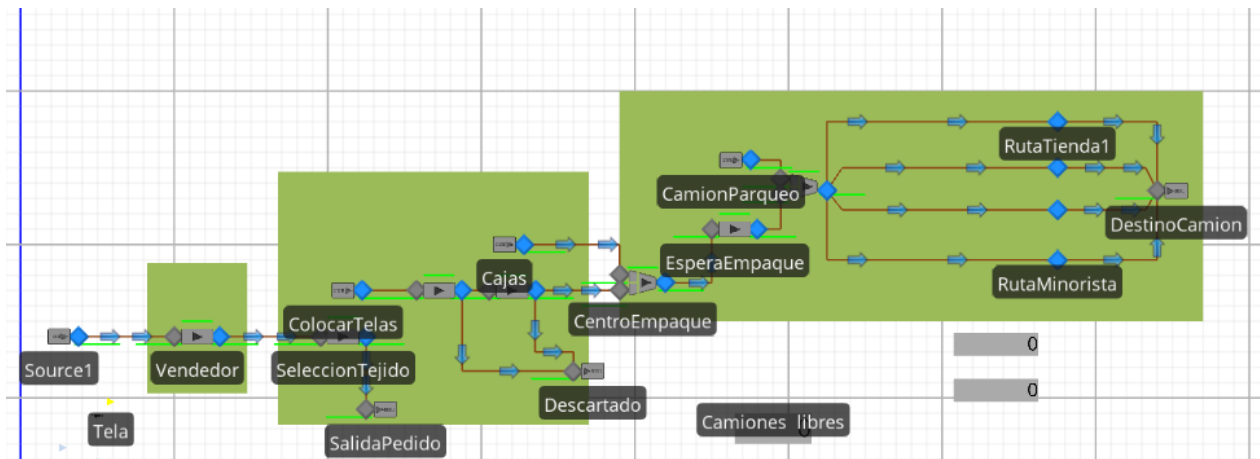 RutaTienda1
CamionParqueo
DestinoCamion
EsperaEmpaque
Cajas
RutaMinorista
ColocarTelas
CentroEmpaque
Source1
Vendedor
SeleccionTejido
0
Descartado
0
Tela
SalidaPedido
Camiones libres